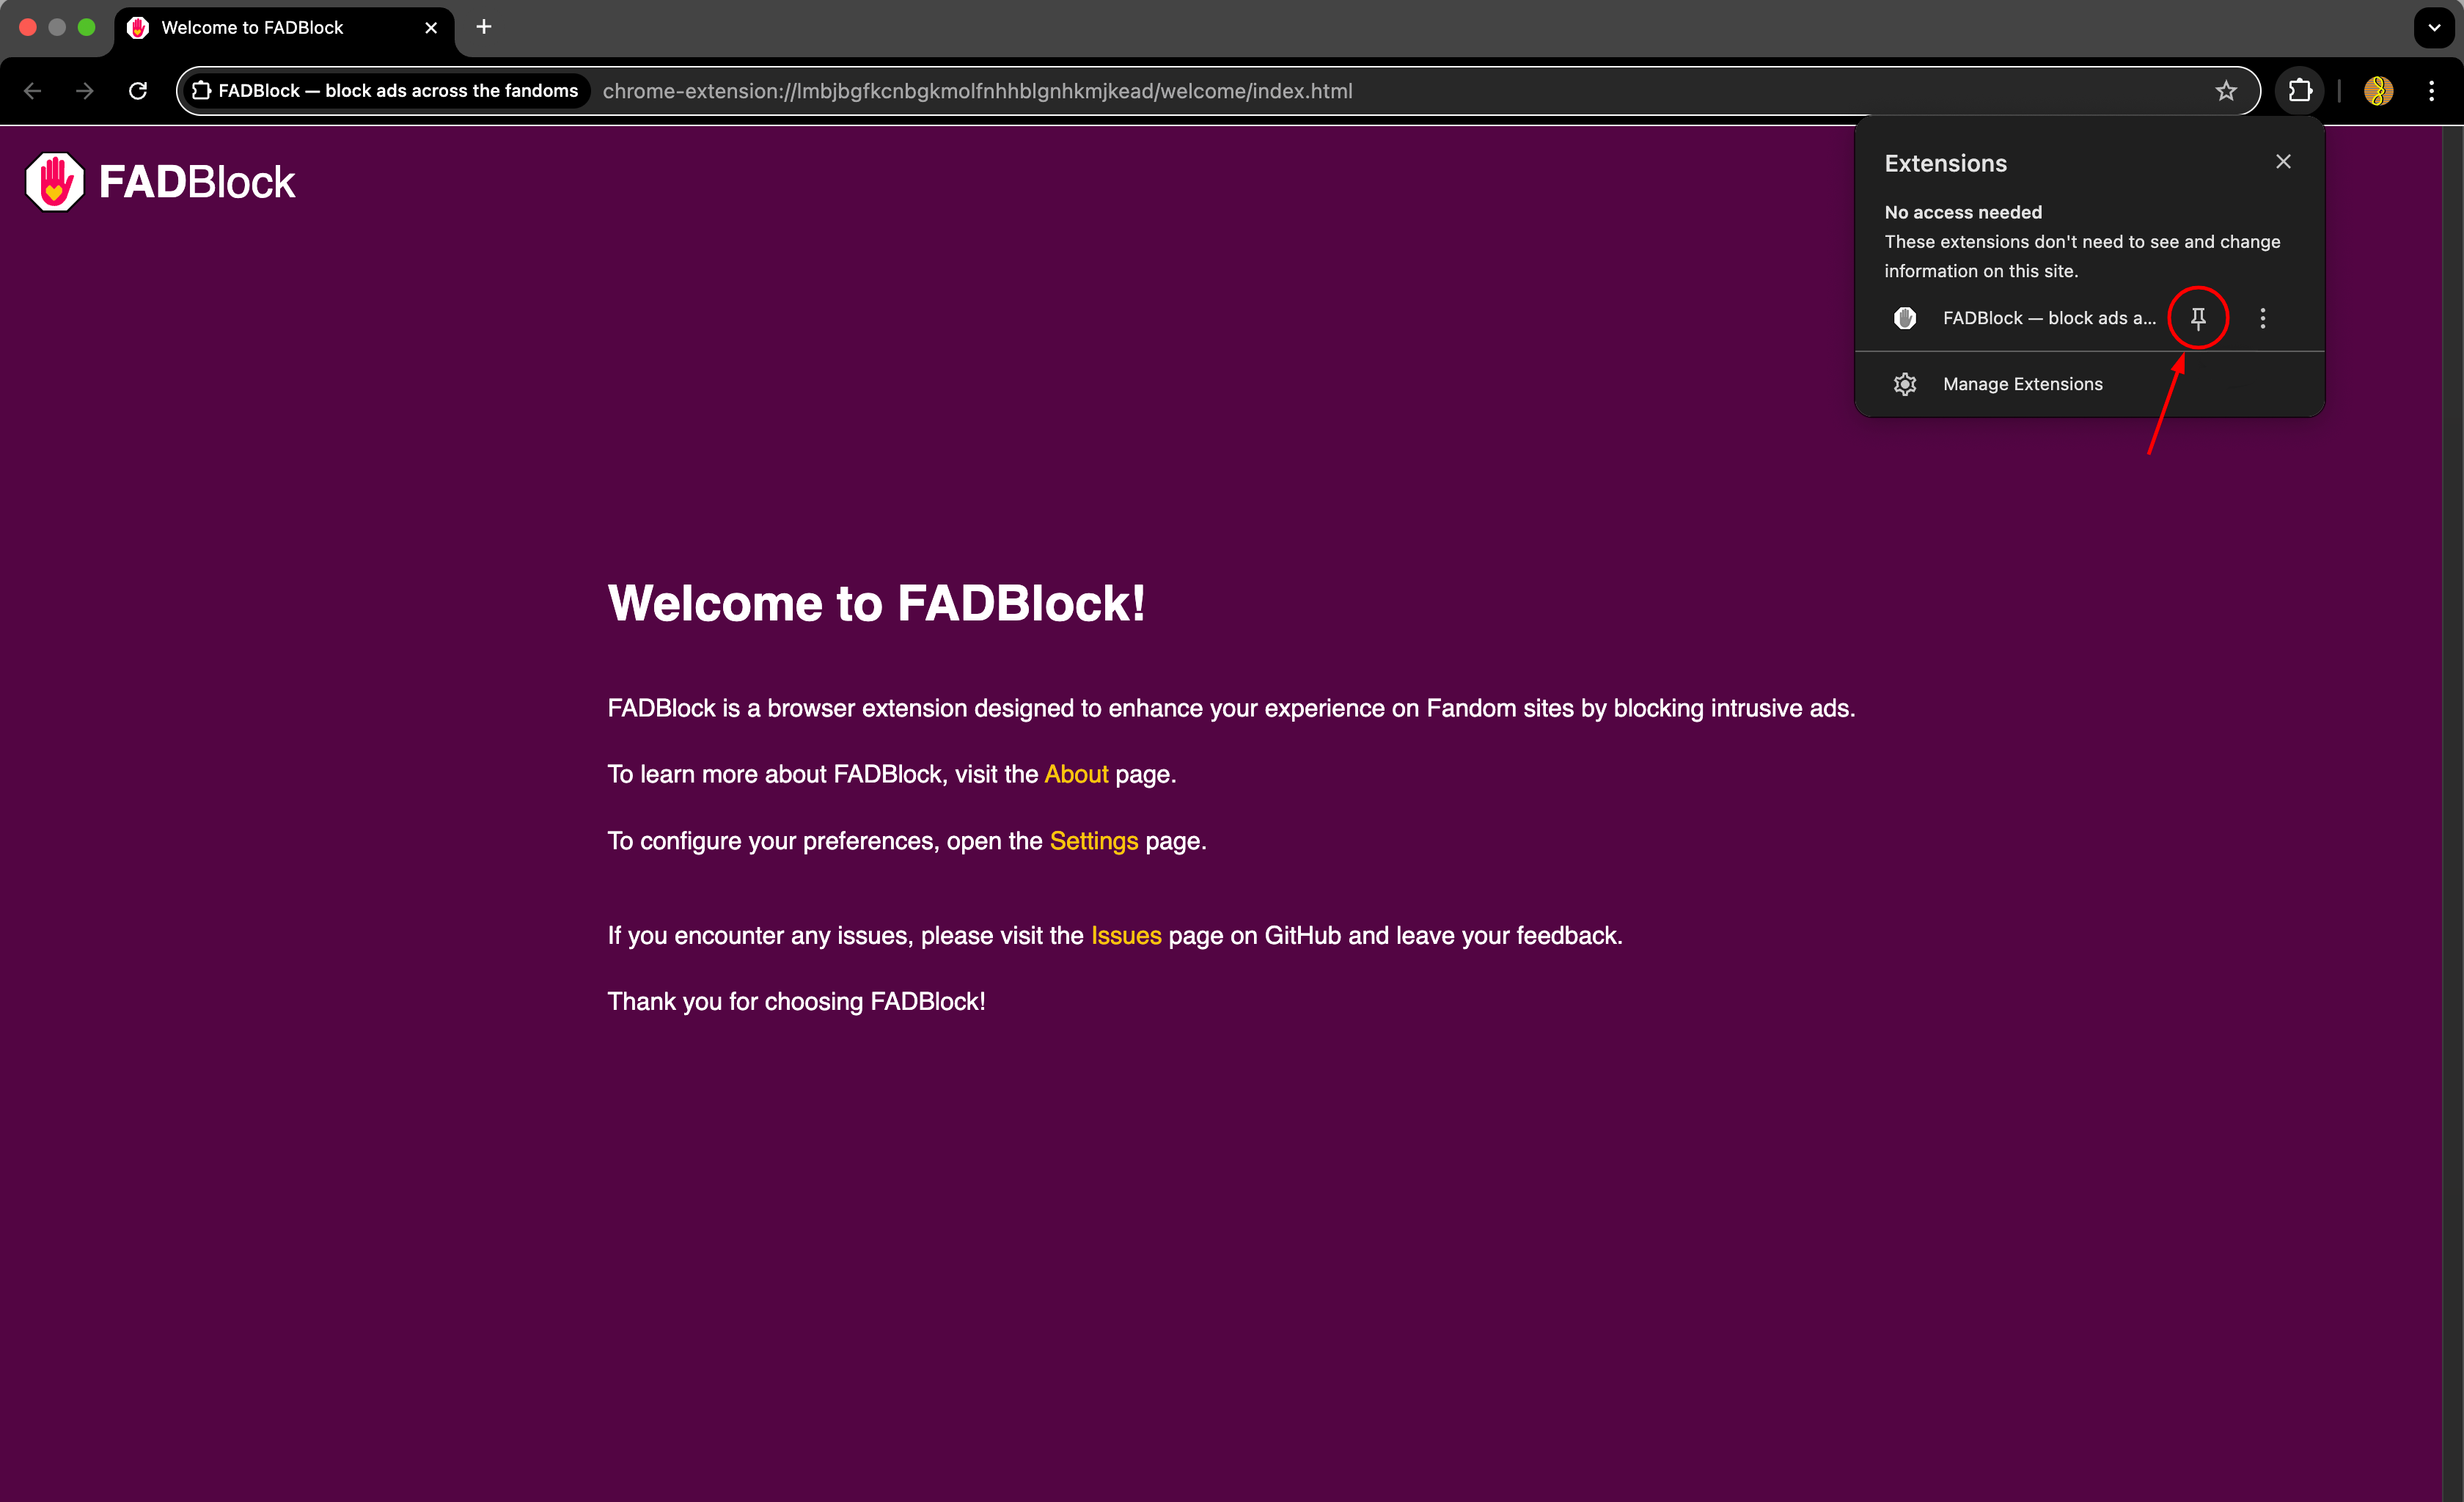 Welcome to FADBlock
FADBlock — block ads across the fandoms
chrome-extension://lmbjbgfkcnbgkmolfnhhblgnhkmjkead/welcome/index.html
FADBlock
Extensions
No access needed
These extensions don't need to see and change
information on this site.
FADBlock — block ads a...
Manage Extensions
Welcome to FADBlock!
FADBlock is a browser extension designed to enhance your experience on Fandom sites by blocking intrusive ads.
To learn more about FADBlock, visit the About page.
To configure your preferences, open the Settings page.
If you encounter any issues, please visit the Issues page on GitHub and leave your feedback.
Thank you for choosing FADBlock!